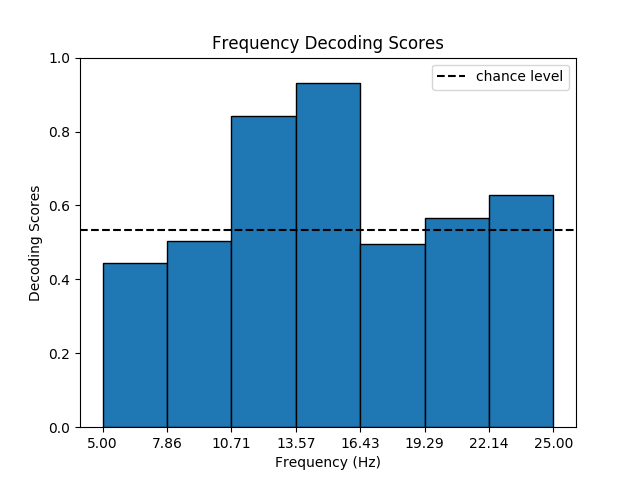 Frequency Decoding Scores
chance level
Decoding Scores
1.0
0.8
0.6
0.4
0.2
0.0
5.00 7.86 10.71 13.57 16.43 19.29 22.14 25.00
Frequency (Hz)